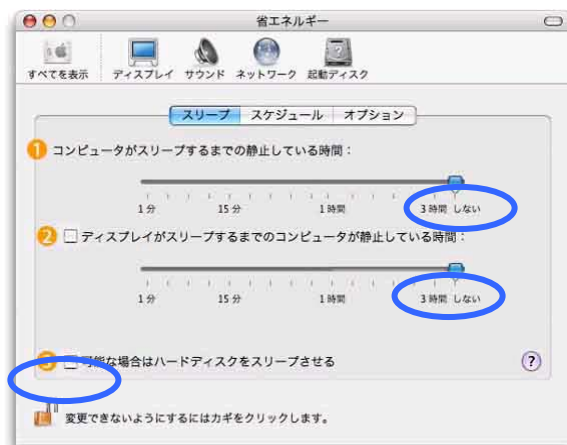 省エネルギー
すべてを表示 ディスプレイ サウンド ネットワーク 起動ディスク
スリープ スケジュール オプション
1 コンピュータがスリープするまでの静止している時間：
1分 15分 1時間 3時間 しない
2 ディスプレイがスリープするまでのコンピュータが静止している時間：
1分 15分 1時間 3時間 しない
3 可能な場合はハードディスクをスリープさせる ?
変更できないようにするにはカギをクリックします。